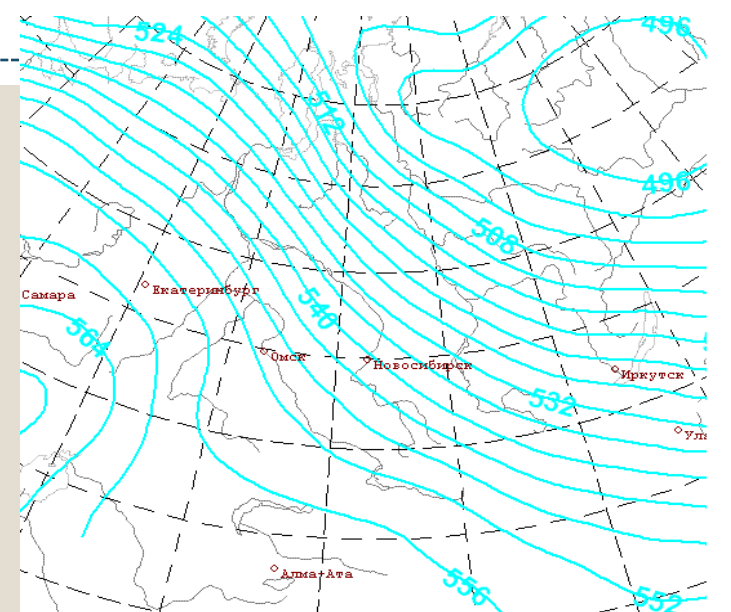 524
496
512
496
508
Екатеринбург
Самара
540
564
Омск
Новосибирск
Иркутск
532
Алма-Ата
556
552